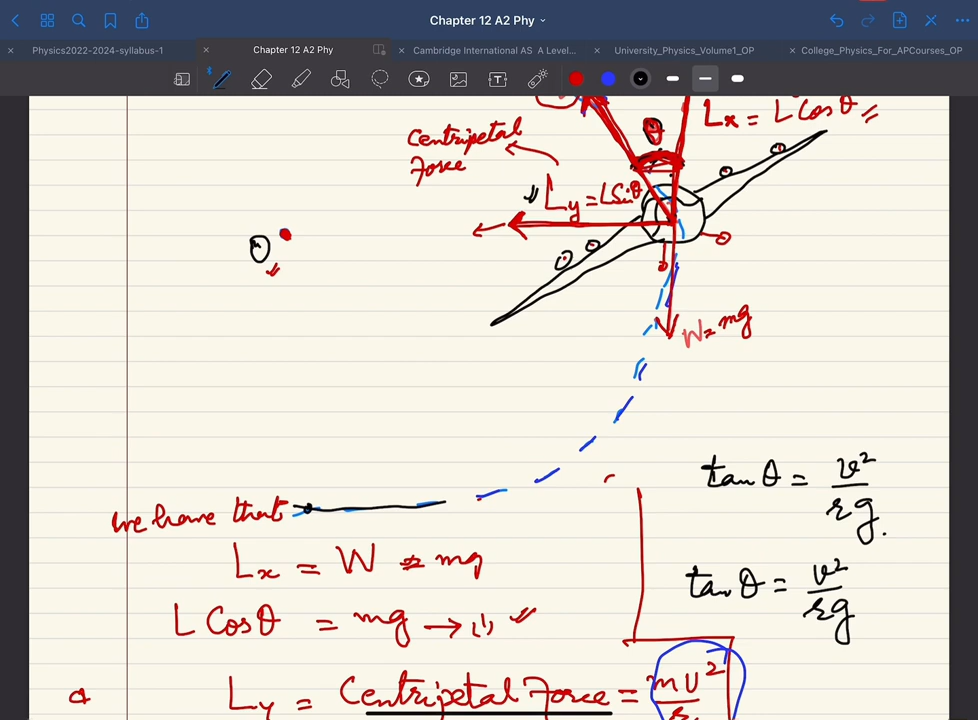 Chapter 12 A2 Phy
Physics2022-2024-syllabus-1
Chapter 12 A2 Phy
Cambridge International AS A Level...
University_Physics_Volume1_OP
College_Physics_For_APCourses_OP
Lx = L Cos θ
Centripetal
Force
θ
Ly = L Sin θ
W = mg
tan θ = v²/rg.
we have that
Lx = W = mg
tan θ = v²/rg
L Cos θ = mg → (1)
Ly = Centripetal Force = mv²/r